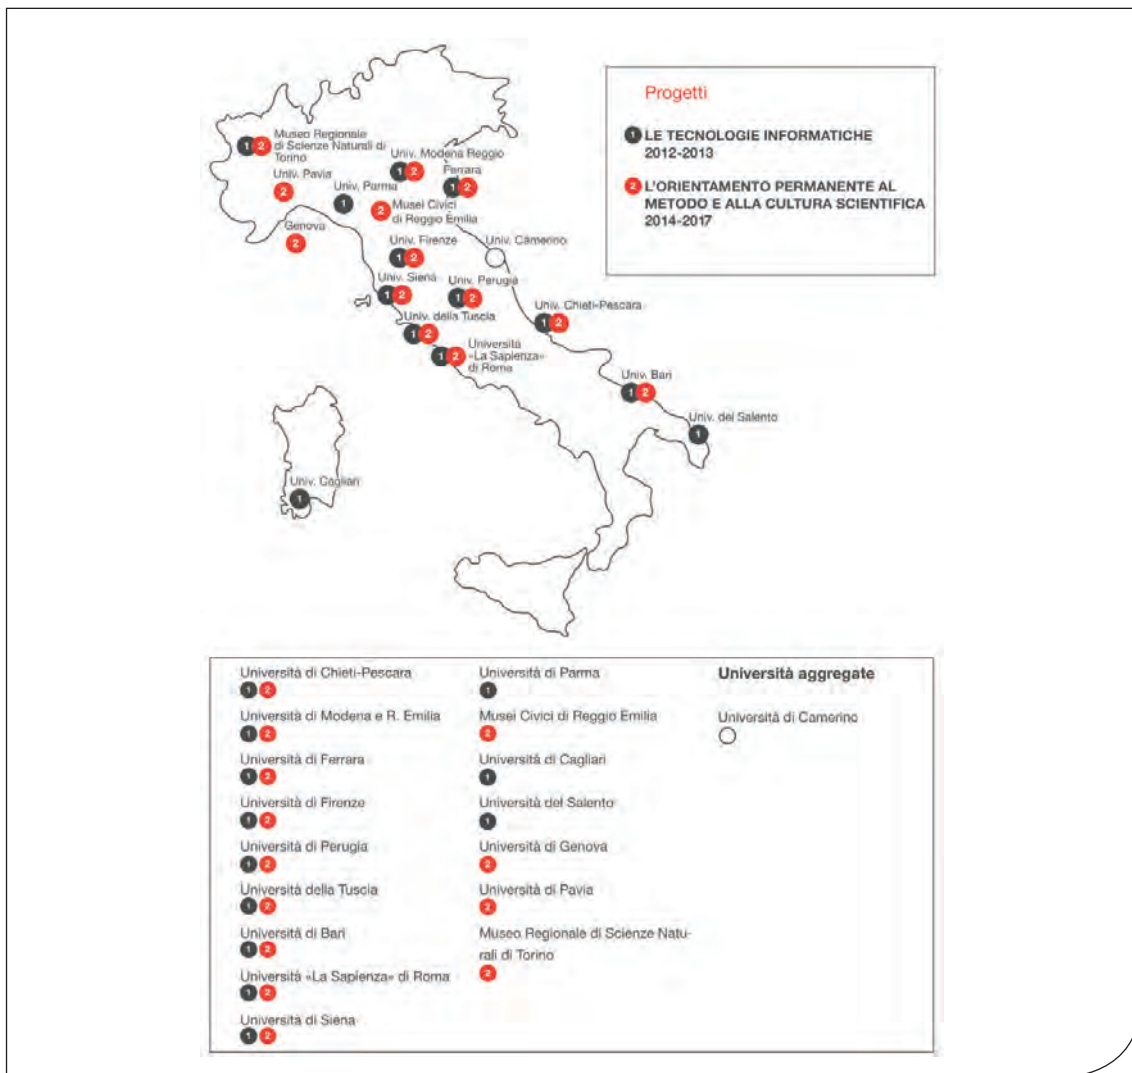 Progetti
1 LE TECNOLOGIE INFORMATICHE
2012-2013
2 L'ORIENTAMENTO PERMANENTE AL
METODO E ALLA CULTURA SCIENTIFICA
2014-2017
Museo Regionale
di Scienze Naturali di
Torino
1 2
Univ. Modena Reggio
1 2
Ferrara
1 2
Univ. Pavia
2
Univ. Parma
1
Musei Civici
di Reggio Emilia
2
Genova
2
Univ. Firenze
1 2
Univ. Camerino
Univ. Siena
1 2
Univ. Perugia
1 2
Univ. Chieti-Pescara
1 2
Univ. della Tuscia
1 2
Università
«La Sapienza»
di Roma
1 2
Univ. Bari
1 2
Univ. del Salento
1
Univ. Cagliari
1
Università di Chieti-Pescara
1 2
Università di Modena e R. Emilia
1 2
Università di Ferrara
1 2
Università di Firenze
1 2
Università di Perugia
1 2
Università della Tuscia
1 2
Università di Bari
1 2
Università «La Sapienza» di Roma
1 2
Università di Siena
1 2
Università di Parma
1
Musei Civici di Reggio Emilia
2
Università di Cagliari
1
Università del Salento
1
Università di Genova
2
Università di Pavia
2
Museo Regionale di Scienze Natu-
rali di Torino
2
Università aggregate
Università di Camerino